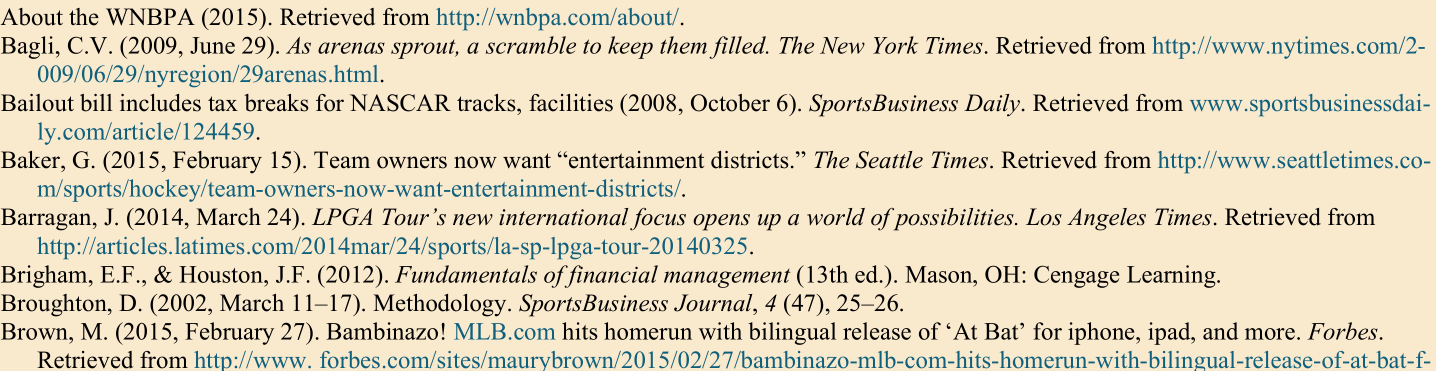 About the WNBPA (2015). Retrieved from http://wnbpa.com/about/.
Bagli, C.V. (2009, June 29). As arenas sprout, a scramble to keep them filled. The New York Times. Retrieved from http://www.nytimes.com/2-
009/06/29/nyregion/29arenas.html.
Bailout bill includes tax breaks for NASCAR tracks, facilities (2008, October 6). SportsBusiness Daily. Retrieved from www.sportsbusinessdai-
ly.com/article/124459.
Baker, G. (2015, February 15). Team owners now want “entertainment districts.” The Seattle Times. Retrieved from http://www.seattletimes.co-
m/sports/hockey/team-owners-now-want-entertainment-districts/.
Barragan, J. (2014, March 24). LPGA Tour’s new international focus opens up a world of possibilities. Los Angeles Times. Retrieved from
http://articles.latimes.com/2014mar/24/sports/la-sp-lpga-tour-20140325.
Brigham, E.F., & Houston, J.F. (2012). Fundamentals of financial management (13th ed.). Mason, OH: Cengage Learning.
Broughton, D. (2002, March 11–17). Methodology. SportsBusiness Journal, 4 (47), 25–26.
Brown, M. (2015, February 27). Bambinazo! MLB.com hits homerun with bilingual release of ‘At Bat’ for iphone, ipad, and more. Forbes.
Retrieved from http://www. forbes.com/sites/maurybrown/2015/02/27/bambinazo-mlb-com-hits-homerun-with-bilingual-release-of-at-bat-f-